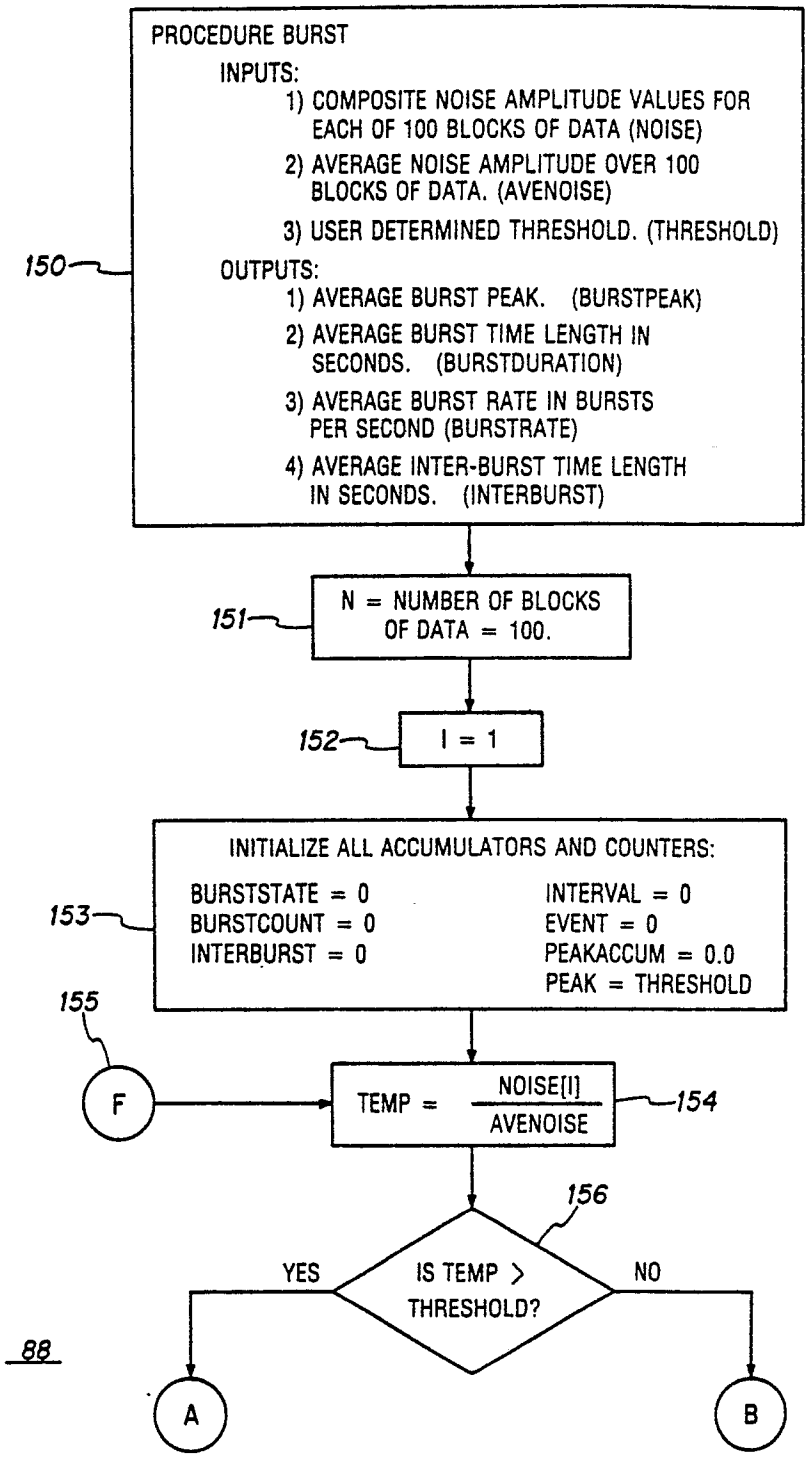 PROCEDURE BURST
INPUTS:
1) COMPOSITE NOISE AMPLITUDE VALUES FOR
EACH OF 100 BLOCKS OF DATA (NOISE)
2) AVERAGE NOISE AMPLITUDE OVER 100
BLOCKS OF DATA. (AVENOISE)
3) USER DETERMINED THRESHOLD. (THRESHOLD)
150
OUTPUTS:
1) AVERAGE BURST PEAK. (BURSTPEAK)
2) AVERAGE BURST TIME LENGTH IN
SECONDS. (BURSTDURATION)
3) AVERAGE BURST RATE IN BURSTS
PER SECOND (BURSTRATE)
4) AVERAGE INTER-BURST TIME LENGTH
IN SECONDS. (INTERBURST)
151
N = NUMBER OF BLOCKS
OF DATA = 100.
152
I = 1
153
INITIALIZE ALL ACCUMULATORS AND COUNTERS:
BURSTSTATE = 0
BURSTCOUNT = 0
INTERBURST = 0
INTERVAL = 0
EVENT = 0
PEAKACCUM = 0.0
PEAK = THRESHOLD
155
F
TEMP = NOISE[I]
AVENOISE
154
156
YES
IS TEMP >
THRESHOLD?
NO
88
A
B